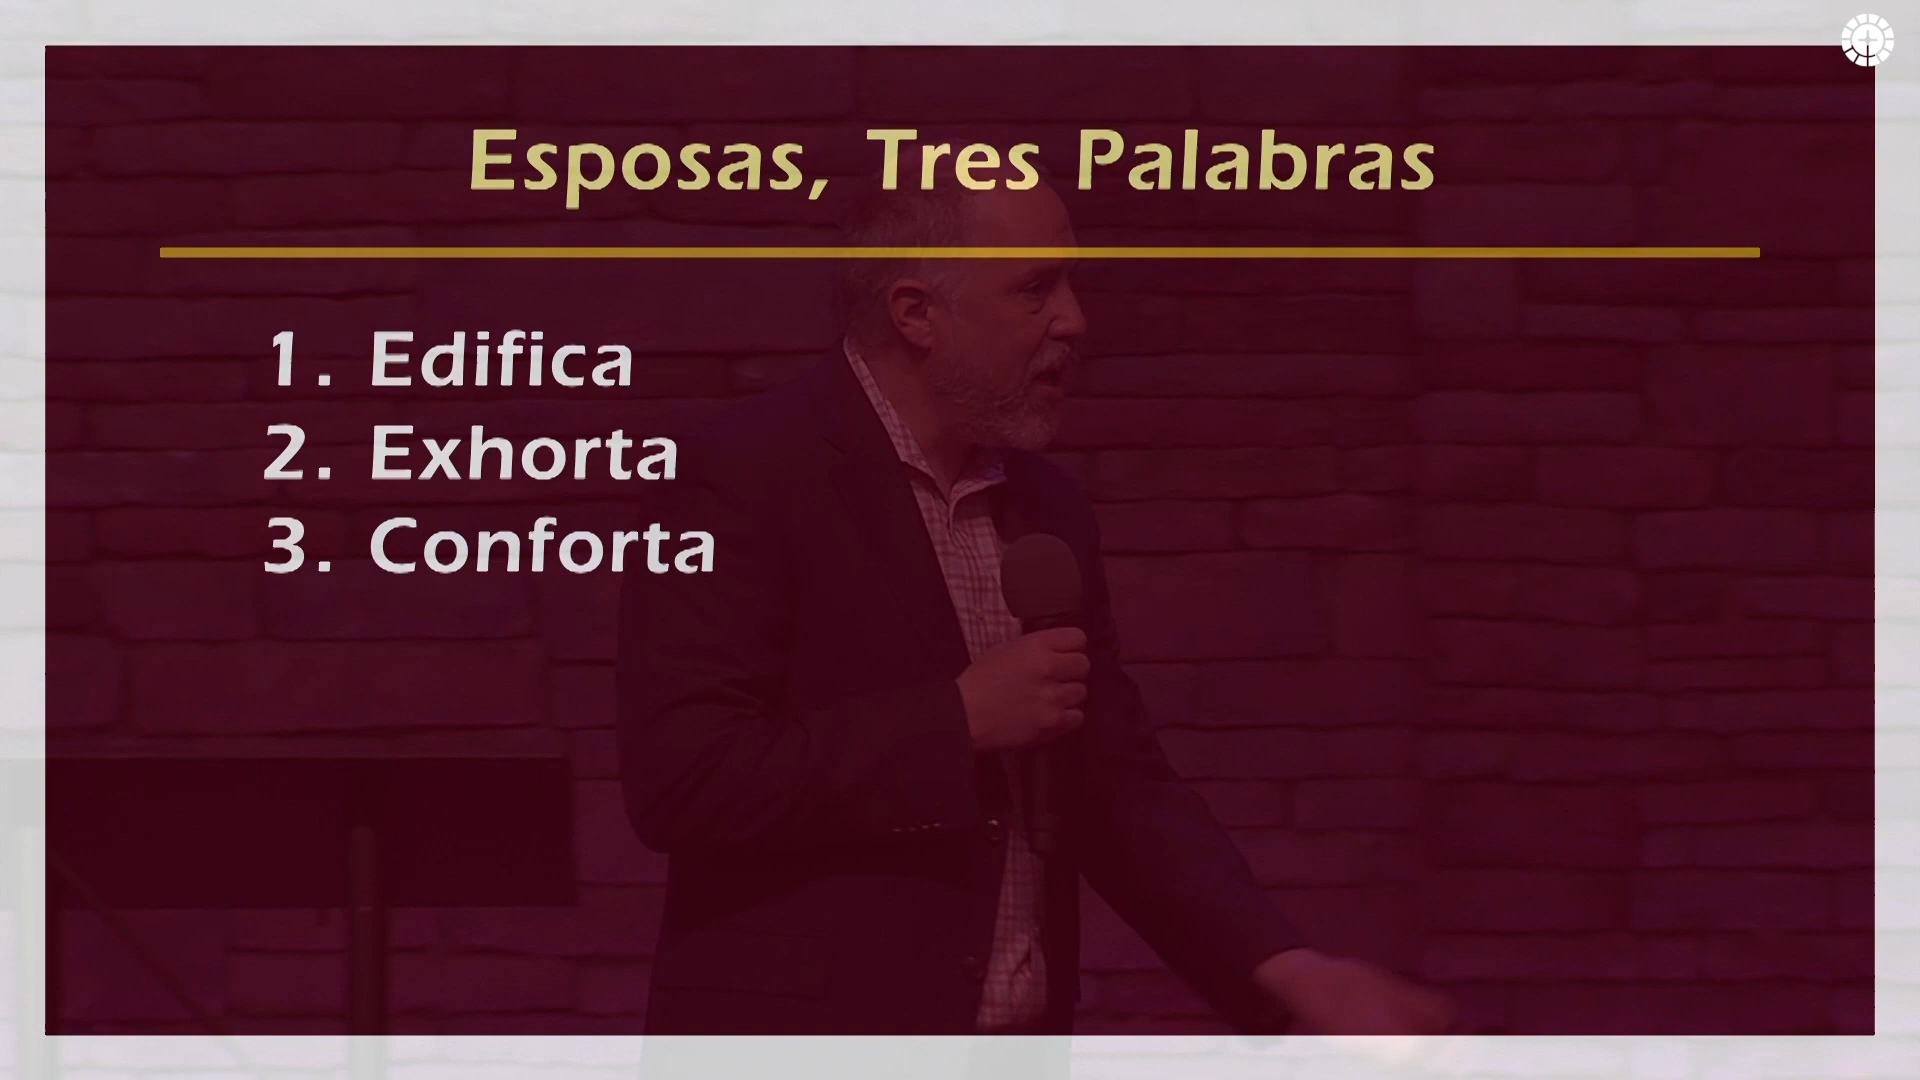 Esposas, Tres Palabras
1. Edifica
2. Exhorta
3. Conforta